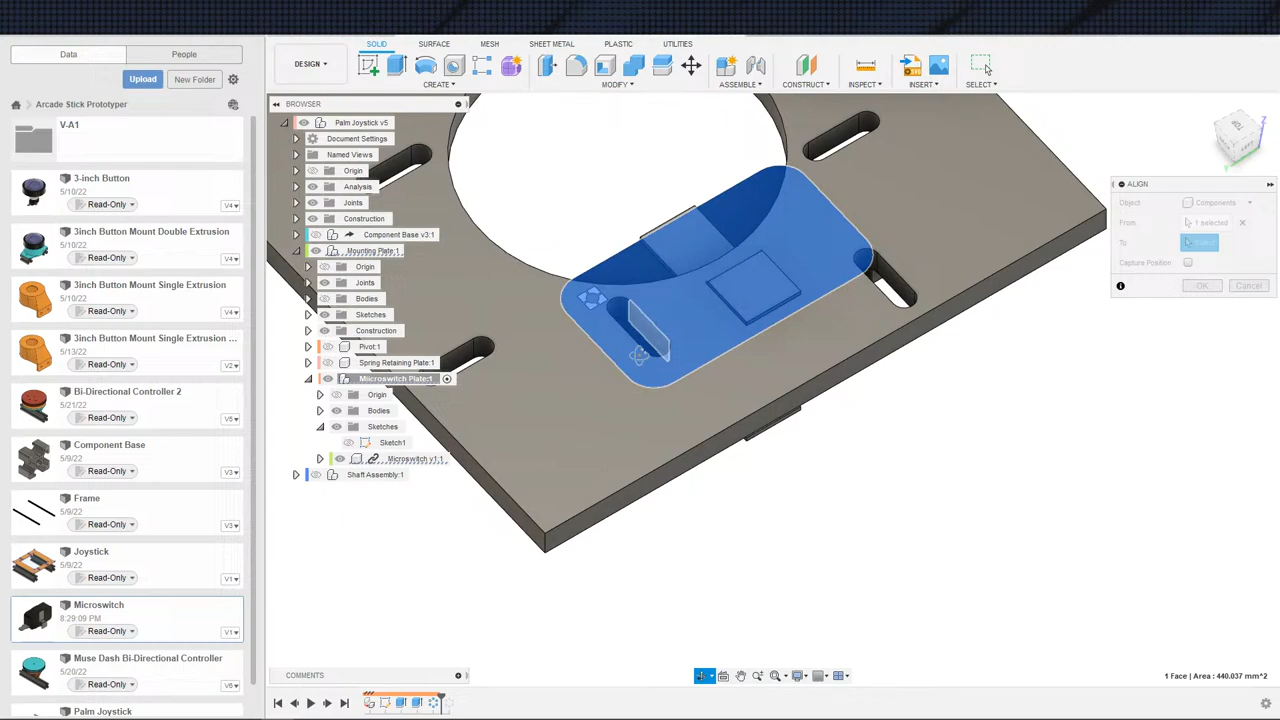 Data
People
Upload
New Folder
Arcade Stick Prototyper
V-A1
3-inch Button
5/10/22
Read-Only
V4
3inch Button Mount Double Extrusion
5/10/22
Read-Only
V2
3inch Button Mount Single Extrusion
5/10/22
Read-Only
V4
3inch Button Mount Single Extrusion ...
5/13/22
Read-Only
V2
Bi-Directional Controller 2
5/21/22
Read-Only
Component Base
5/9/22
Read-Only
V3
Frame
5/9/22
Read-Only
V3
Joystick
5/9/22
Read-Only
V1
Microswitch
8:29:09 PM
Read-Only
V1
Muse Dash Bi-Directional Controller
5/20/22
Read-Only
Palm Joystick
DESIGN
SOLID
SURFACE
MESH
SHEET METAL
PLASTIC
UTILITIES
CREATE
MODIFY
ASSEMBLE
CONSTRUCT
INSPECT
INSERT
SELECT
BROWSER
Palm Joystick v5
Document Settings
Named Views
Origin
Analysis
Joints
Construction
Component Base v3:1
Mounting Plate:1
Origin
Joints
Bodies
Sketches
Construction
Pivot:1
Spring Retaining Plate:1
Miicroswitch Plate:1
Origin
Bodies
Sketches
Sketch1
Microswitch v1:1
Shaft Assembly:1
ALIGN
Object
Components
From
1 selected
To
Select
Capture Position
OK
Cancel
COMMENTS
1 Face | Area : 440.037 mm^2